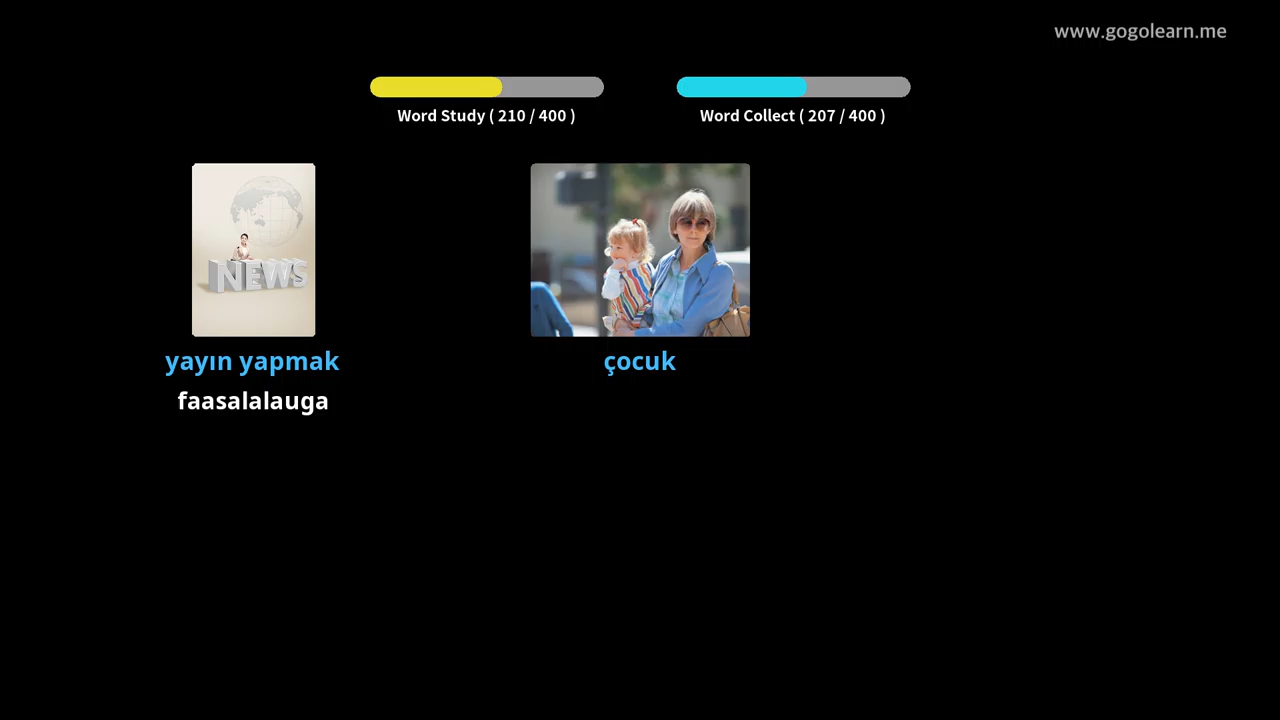 www.gogolearn.me
Word Study ( 210 / 400 )
Word Collect ( 207 / 400 )
NEWS
yayın yapmak
faasalalauga
çocuk